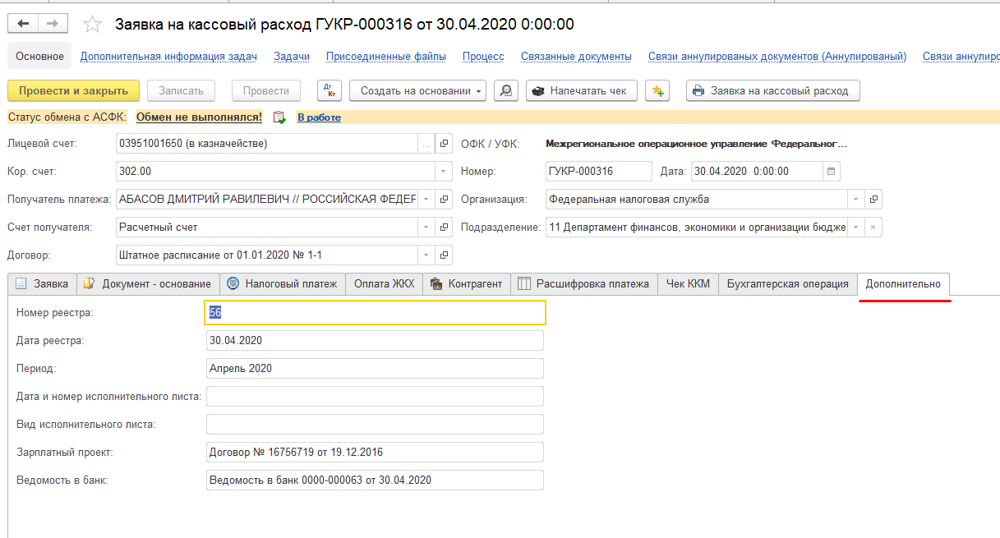 Заявка на кассовый расход ГУКР-000316 от 30.04.2020 0:00:00
Основное Дополнительная информация задач Задачи Присоединенные файлы Процесс Связанные документы Связи аннулированых документов (Аннулированый) Связи аннулиро
Провести и закрыть Записать Провести Дт Кт Создать на основании Напечатать чек Заявка на кассовый расход
Статус обмена с АСФК: Обмен не выполнялся! В работе
Лицевой счет: 03951001650 (в казначействе) ... ОФК / УФК: Межрегиональное операционное управление Федеральног...
Кор. счет: 302.00 Номер: ГУКР-000316 Дата: 30.04.2020 0:00:00
Получатель платежа: АБАСОВ ДМИТРИЙ РАВИЛЕВИЧ // РОССИЙСКАЯ ФЕДЕР Организация: Федеральная налоговая служба
Счет получателя: Расчетный счет Подразделение: 11 Департамент финансов, экономики и организации бюдже ×
Договор: Штатное расписание от 01.01.2020 № 1-1
Заявка Документ - основание Налоговый платеж Оплата ЖКХ Контрагент Расшифровка платежа Чек ККМ Бухгалтерская операция Дополнительно
Номер реестра: 56
Дата реестра: 30.04.2020
Период: Апрель 2020
Дата и номер исполнительного листа:
Вид исполнительного листа:
Зарплатный проект: Договор № 16756719 от 19.12.2016
Ведомость в банк: Ведомость в банк 0000-000063 от 30.04.2020